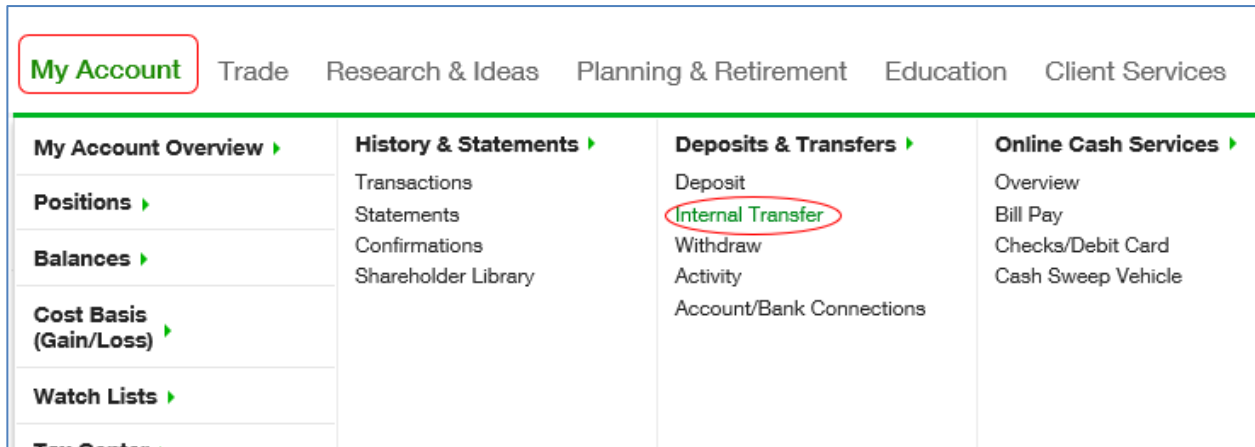 My Account Trade Research & Ideas Planning & Retirement Education Client Services
My Account Overview
Positions
Balances
Cost Basis
(Gain/Loss)
Watch Lists
History & Statements
Transactions
Statements
Confirmations
Shareholder Library
Deposits & Transfers
Deposit
Internal Transfer
Withdraw
Activity
Account/Bank Connections
Online Cash Services
Overview
Bill Pay
Checks/Debit Card
Cash Sweep Vehicle